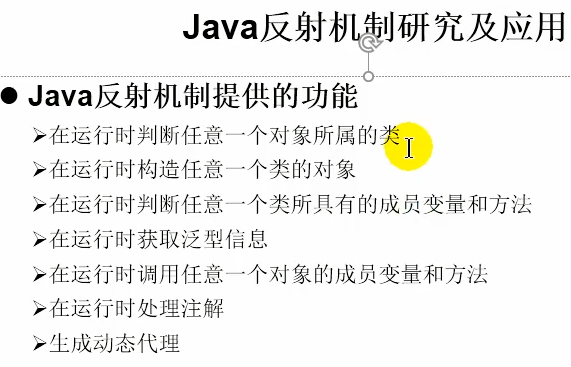 Java反射机制研究及应用
● Java反射机制提供的功能
➢在运行时判断任意一个对象所属的类
➢在运行时构造任意一个类的对象
➢在运行时判断任意一个类所具有的成员变量和方法
➢在运行时获取泛型信息
➢在运行时调用任意一个对象的成员变量和方法
➢在运行时处理注解
➢生成动态代理